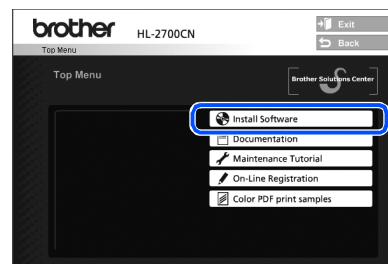 brother
HL-2700CN
Exit
Back
Top Menu
Top Menu
Brother Solutions Center
Install Software
Documentation
Maintenance Tutorial
On-Line Registration
Color PDF print samples